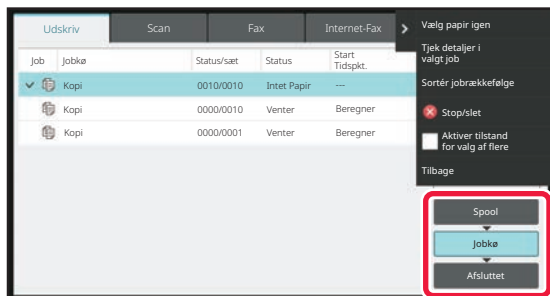 Udskriv Scan Fax Internet-Fax
Job Jobkø Status/sæt Status Start
Tidspkt.
Kopi 0010/0010 Intet Papir ---
Kopi 0000/0010 Venter Beregner
Kopi 0000/0001 Venter Beregner
Vælg papir igen
Tjek detaljer i
valgt job
Sortér jobrækkefølge
Stop/slet
Aktiver tilstand
for valg af flere
Tilbage
Spool
Jobkø
Afsluttet